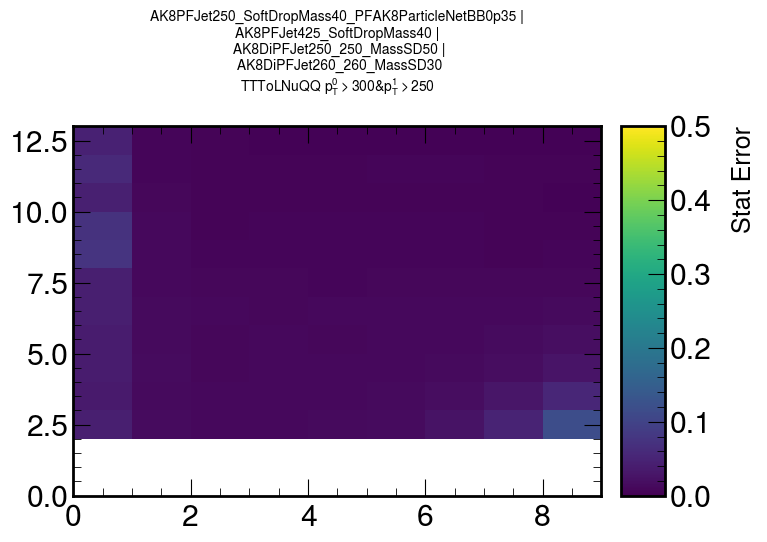 AK8PFJet250_SoftDropMass40_PFAK8ParticleNetBB0p35 |
AK8PFJet425_SoftDropMass40 |
AK8DiPFJet250_250_MassSD50 |
AK8DiPFJet260_260_MassSD30
TTToLNuQQ p_T^0 > 300&p_T^1 > 250
12.5
10.0
7.5
5.0
2.5
0.0
0 2 4 6 8
0.5
0.4
0.3
0.2
0.1
0.0
Stat Error